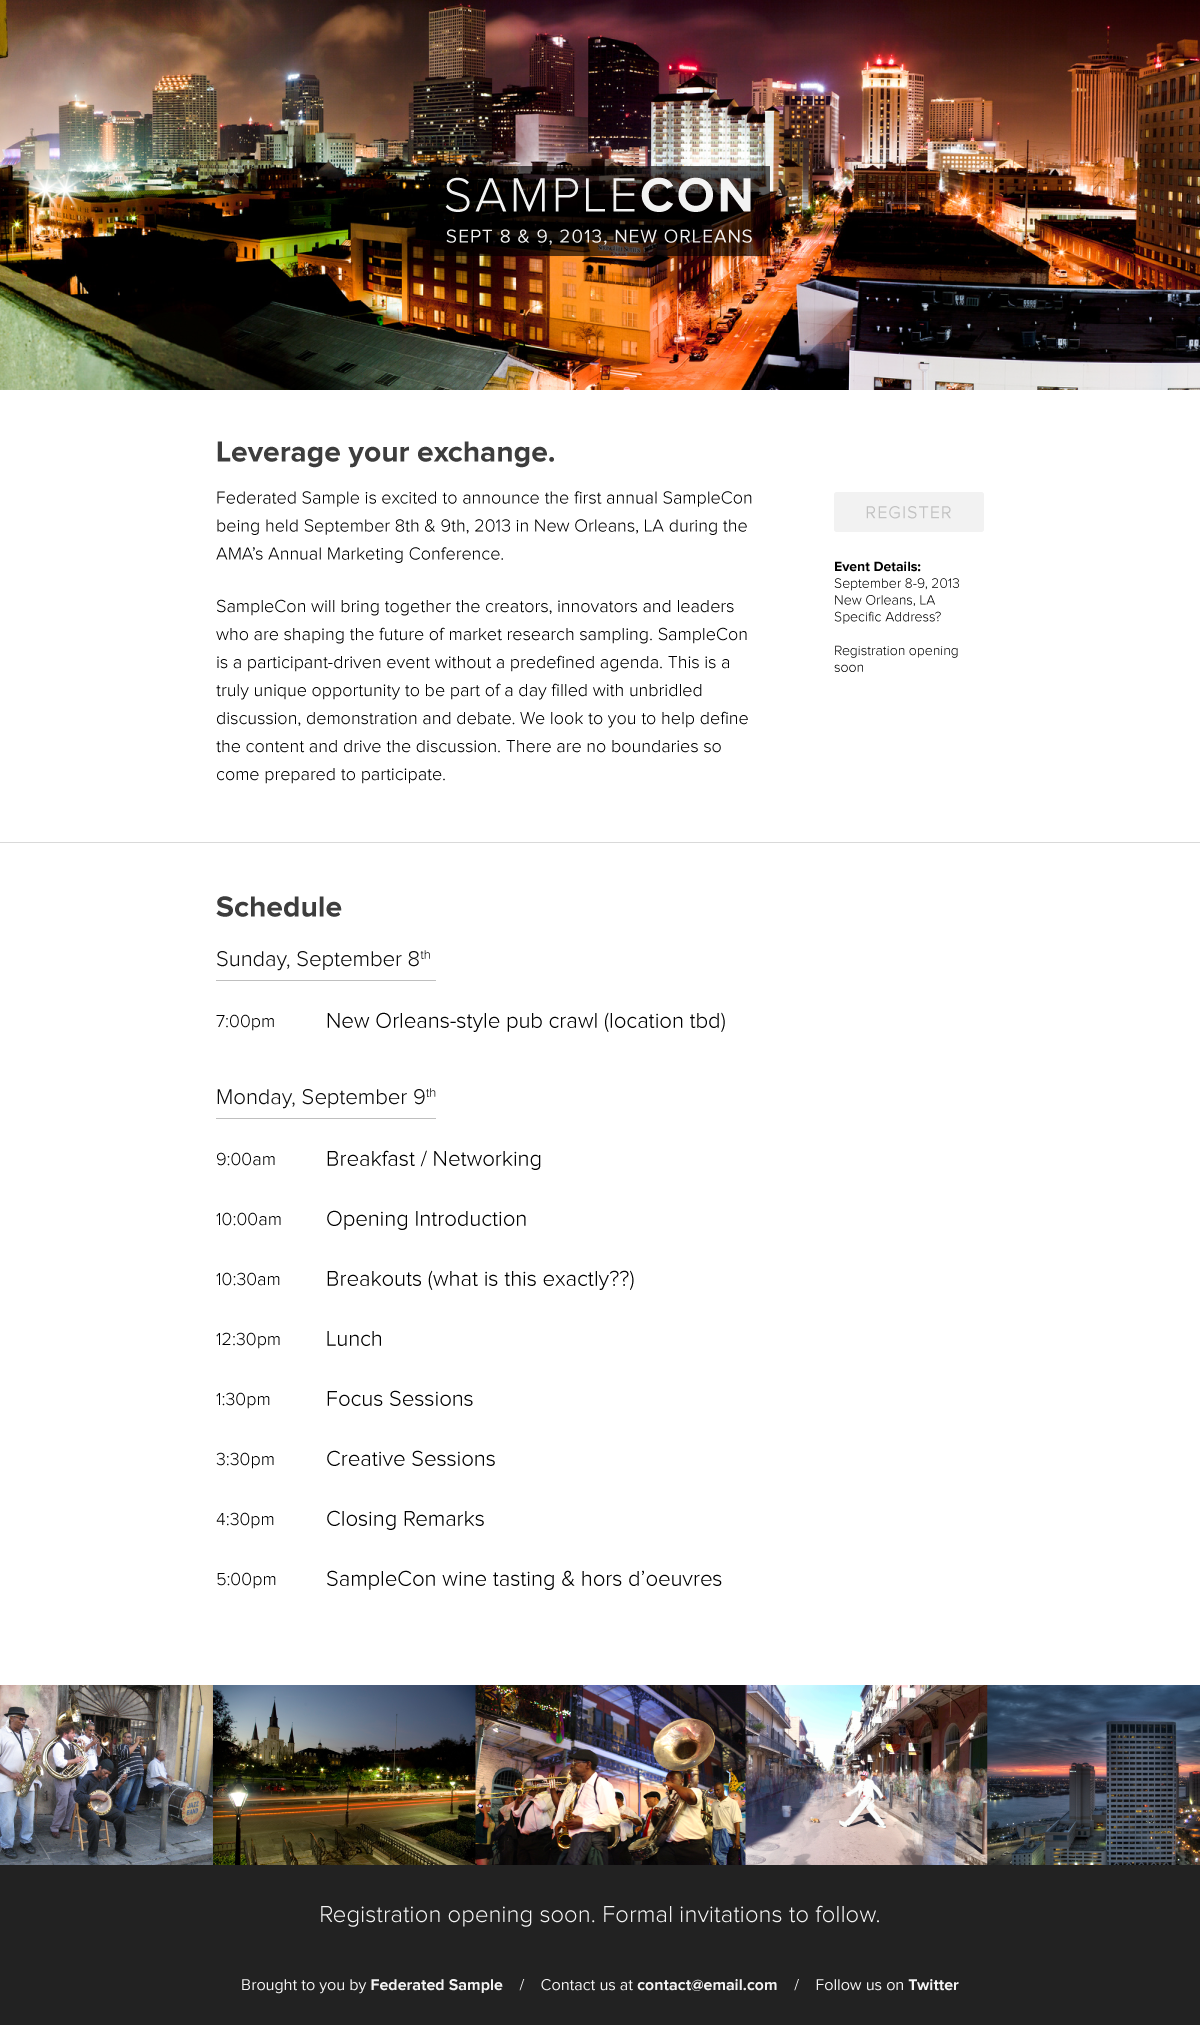 SAMPLECON
SEPT 8 & 9, 2013, NEW ORLEANS
Leverage your exchange.
Federated Sample is excited to announce the first annual SampleCon
being held September 8th & 9th, 2013 in New Orleans, LA during the
AMA’s Annual Marketing Conference.
SampleCon will bring together the creators, innovators and leaders
who are shaping the future of market research sampling. SampleCon
is a participant-driven event without a predefined agenda. This is a
truly unique opportunity to be part of a day filled with unbridled
discussion, demonstration and debate. We look to you to help define
the content and drive the discussion. There are no boundaries so
come prepared to participate.
REGISTER
Event Details:
September 8-9, 2013
New Orleans, LA
Specific Address?
Registration opening
soon
Schedule
Sunday, September 8th
7:00pm New Orleans-style pub crawl (location tbd)
Monday, September 9th
9:00am Breakfast / Networking
10:00am Opening Introduction
10:30am Breakouts (what is this exactly??)
12:30pm Lunch
1:30pm Focus Sessions
3:30pm Creative Sessions
4:30pm Closing Remarks
5:00pm SampleCon wine tasting & hors d’oeuvres
JAZZ
BAND
Registration opening soon. Formal invitations to follow.
Brought to you by Federated Sample / Contact us at contact@email.com / Follow us on Twitter